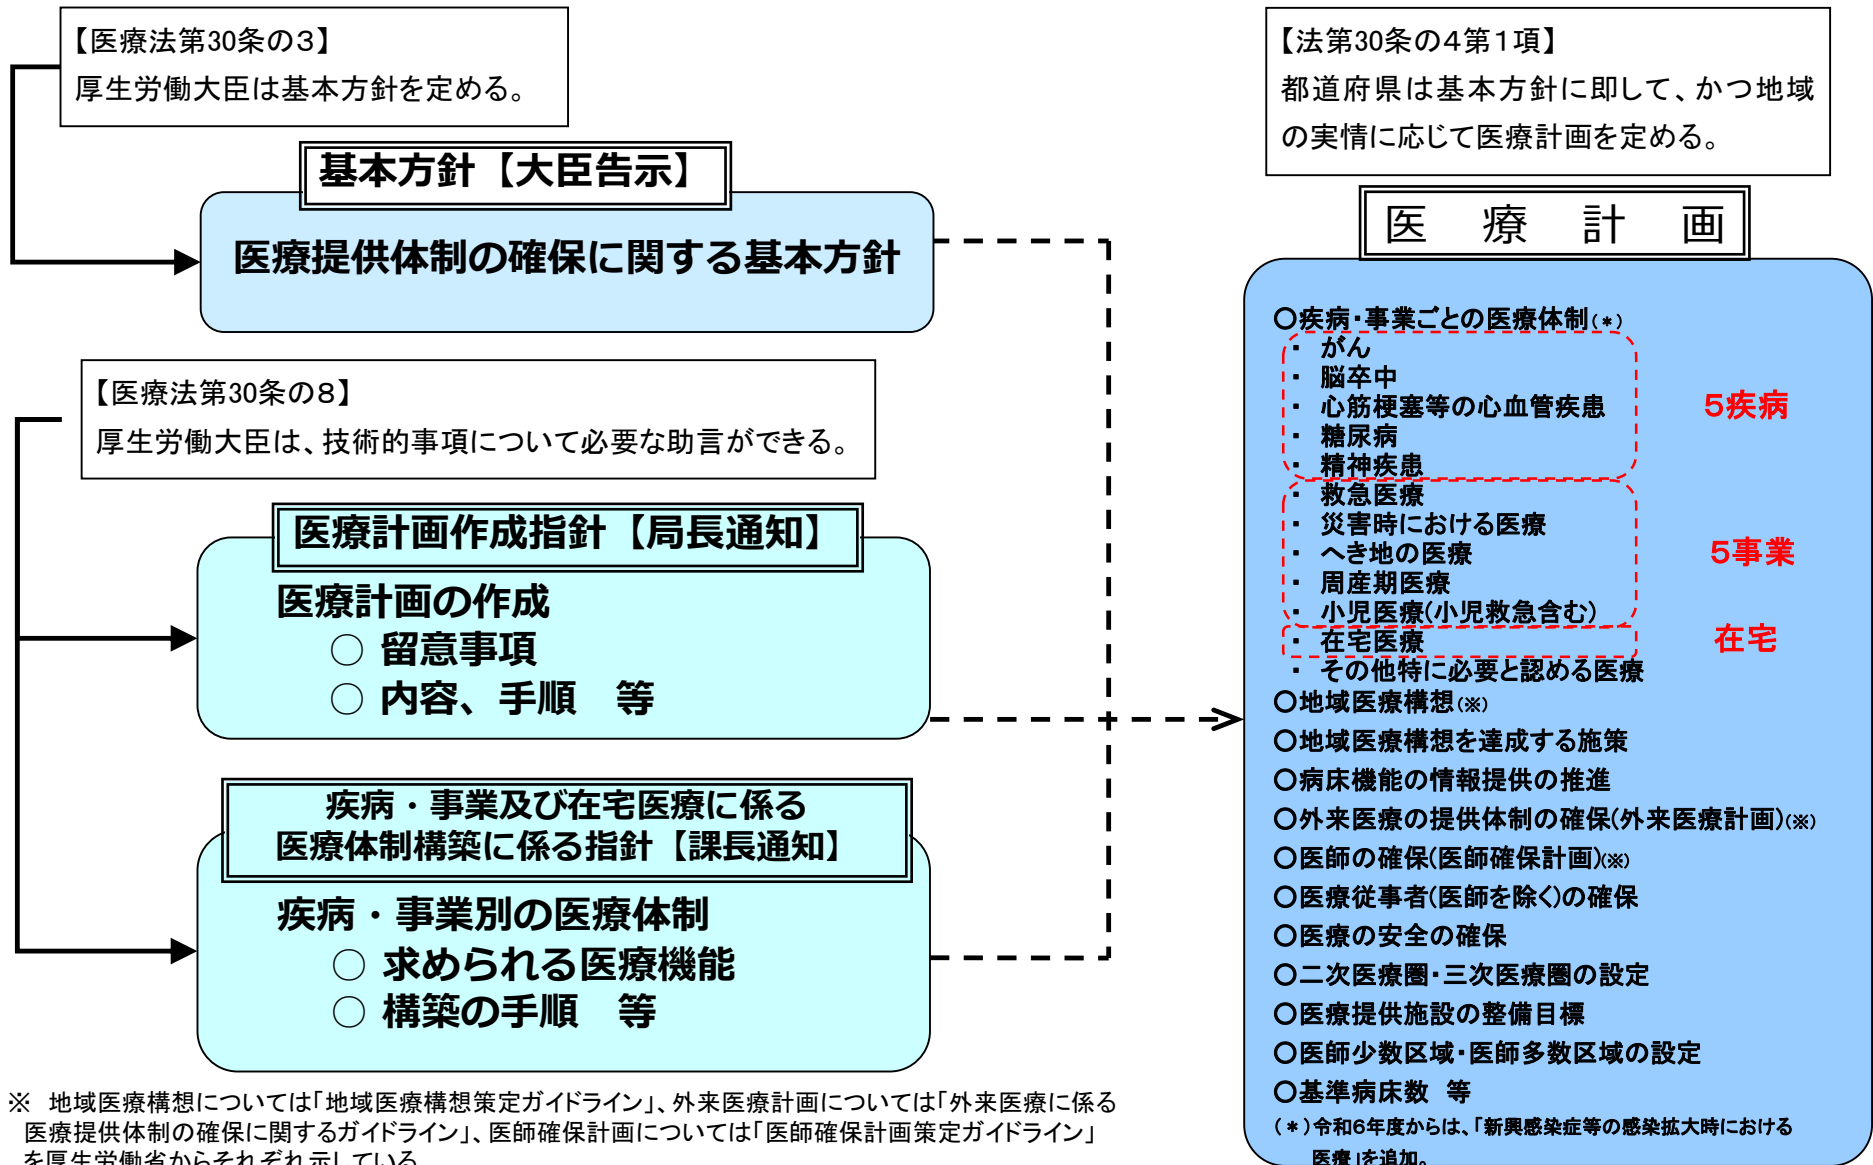 【医療法第30条の3】
厚生労働大臣は基本方針を定める。
基本方針【大臣告示】
医療提供体制の確保に関する基本方針
【医療法第30条の8】
厚生労働大臣は、技術的事項について必要な助言ができる。
医療計画作成指針【局長通知】
医療計画の作成
○ 留意事項
○ 内容、手順　等
疾病・事業及び在宅医療に係る
医療体制構築に係る指針【課長通知】
疾病・事業別の医療体制
○ 求められる医療機能
○ 構築の手順　等
※ 地域医療構想については「地域医療構想策定ガイドライン」、外来医療計画については「外来医療に係る
医療提供体制の確保に関するガイドライン」、医師確保計画については「医師確保計画策定ガイドライン」
を厚生労働省からそれぞれ示している
【法第30条の4第1項】
都道府県は基本方針に即して、かつ地域
の実情に応じて医療計画を定める。
医　療　計　画
○疾病・事業ごとの医療体制(*)
・ がん
・ 脳卒中
・ 心筋梗塞等の心血管疾患
・ 糖尿病
・ 精神疾患
5疾病
・ 救急医療
・ 災害時における医療
・ へき地の医療
・ 周産期医療
・ 小児医療(小児救急含む)
5事業
・ 在宅医療
在宅
・ その他特に必要と認める医療
○地域医療構想(※)
○地域医療構想を達成する施策
○病床機能の情報提供の推進
○外来医療の提供体制の確保(外来医療計画)(※)
○医師の確保(医師確保計画)(※)
○医療従事者(医師を除く)の確保
○医療の安全の確保
○二次医療圏・三次医療圏の設定
○医療提供施設の整備目標
○医師少数区域・医師多数区域の設定
○基準病床数　等
(*)令和6年度からは、「新興感染症等の感染拡大時における
医療」を追加。